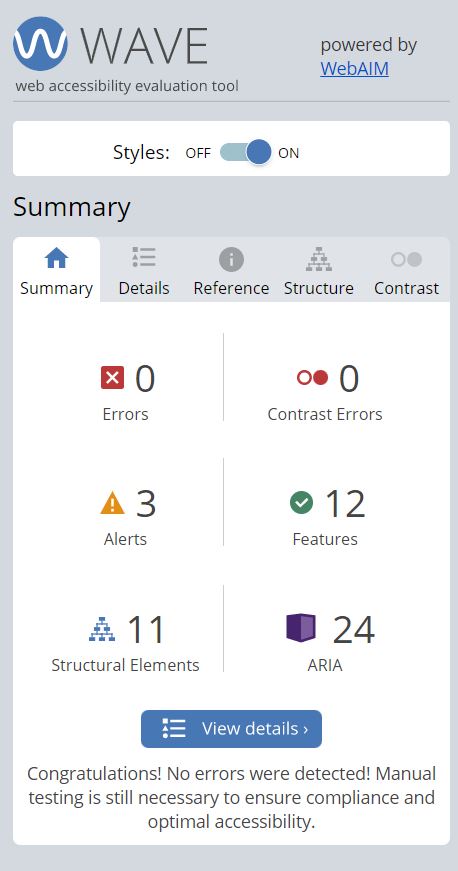 WAVE
web accessibility evaluation tool
powered by
WebAIM
Styles: OFF ON
Summary
Summary Details Reference Structure Contrast
0
Errors
0
Contrast Errors
3
Alerts
12
Features
11
Structural Elements
24
ARIA
View details ›
Congratulations! No errors were detected! Manual
testing is still necessary to ensure compliance and
optimal accessibility.